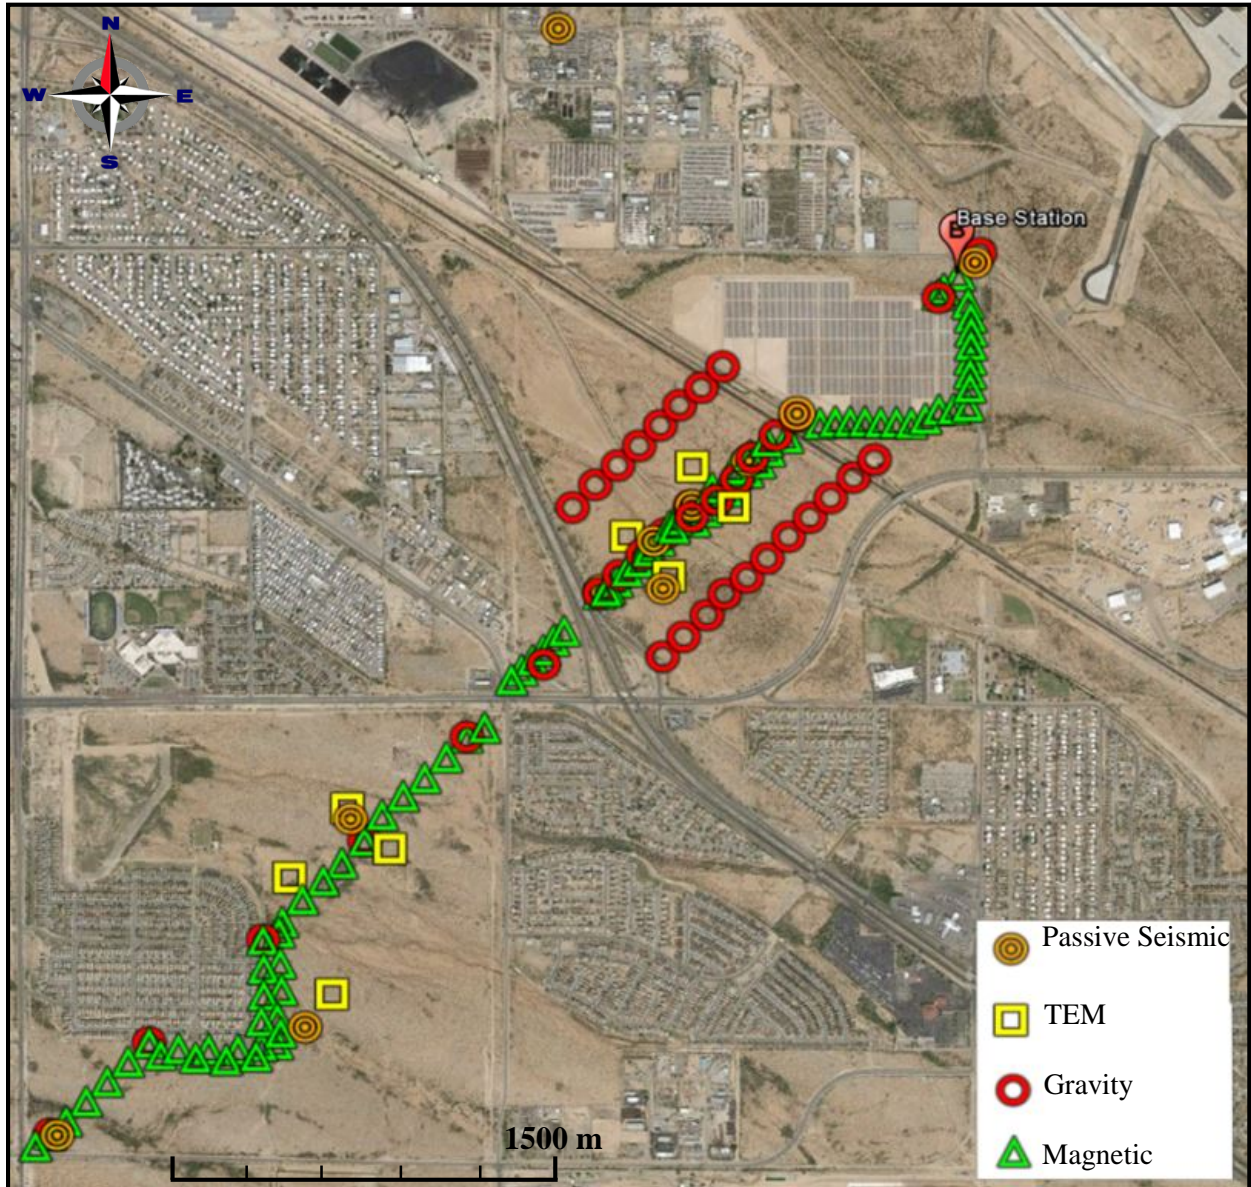 N
W
E
S
B
Base Station
Passive Seismic
TEM
Gravity
Magnetic
1500 m